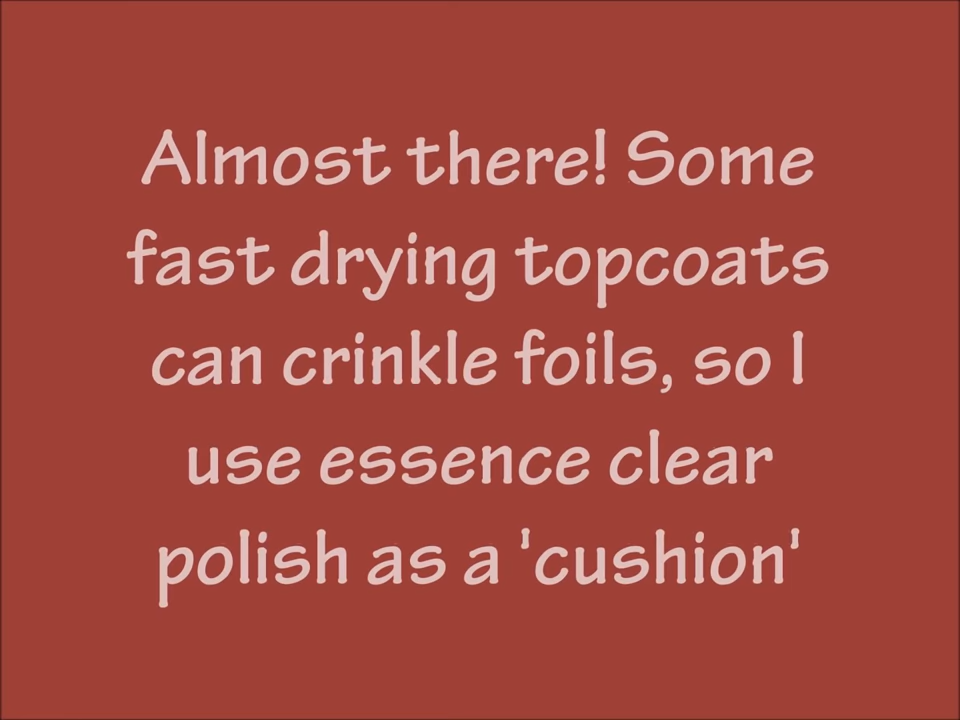 Almost there! Some
fast drying topcoats
can crinkle foils, so I
use essence clear
polish as a 'cushion'